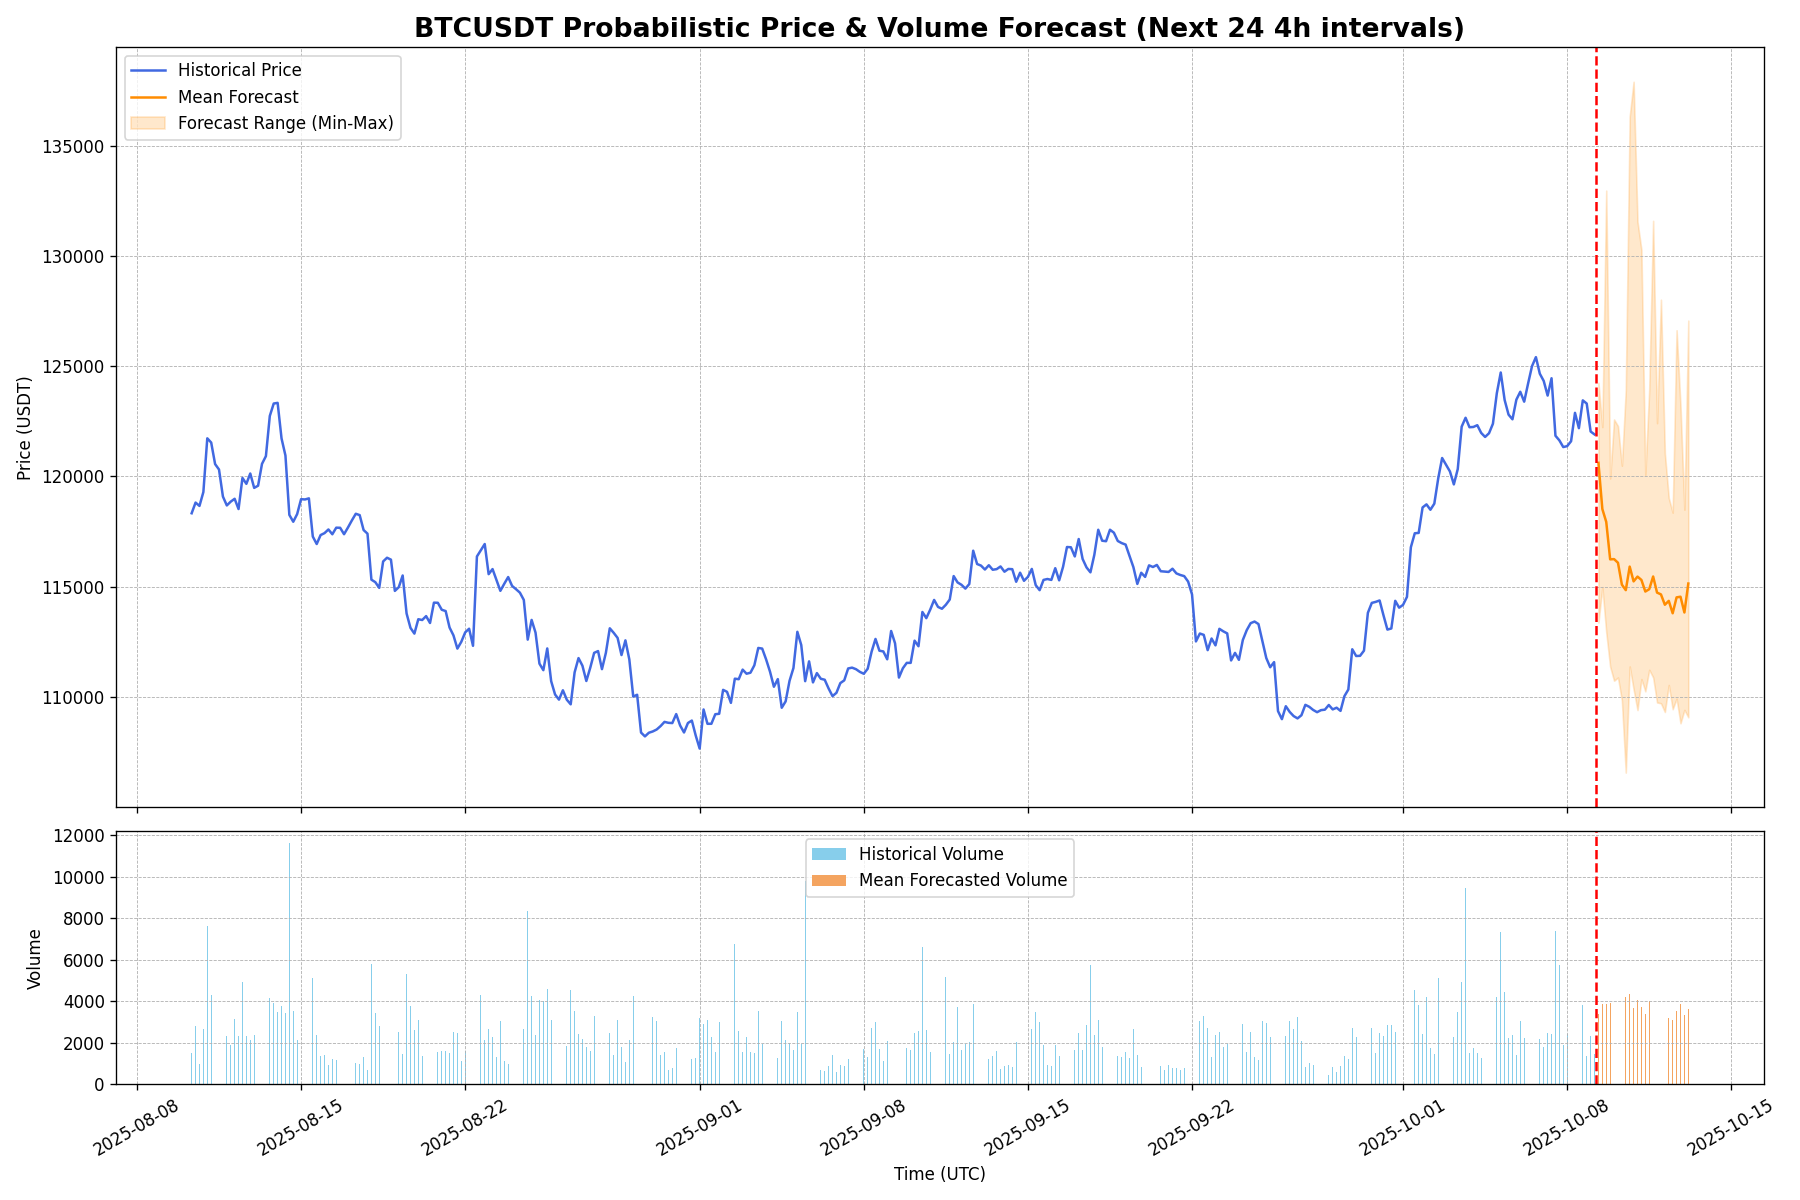 BTCUSDT Probabilistic Price & Volume Forecast (Next 24 4h intervals)
Historical Price
Mean Forecast
Forecast Range (Min-Max)
Price (USDT)
135000
130000
125000
120000
115000
110000
Historical Volume
Mean Forecasted Volume
Volume
12000
10000
8000
6000
4000
2000
0
2025-08-08
2025-08-15
2025-08-22
2025-09-01
2025-09-08
2025-09-15
2025-09-22
2025-10-01
2025-10-08
2025-10-15
Time (UTC)